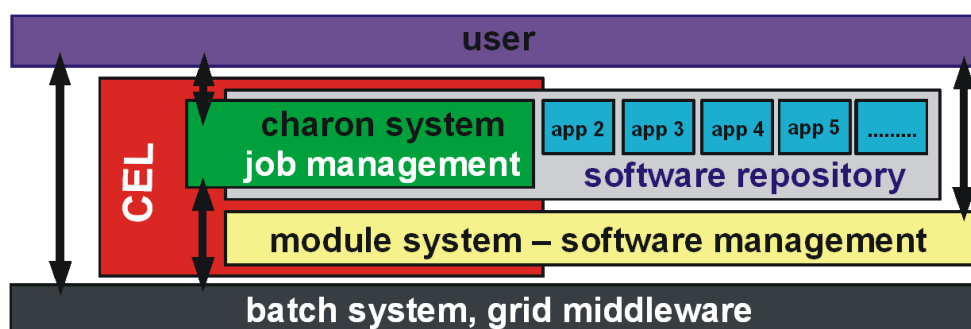 user
CEL
charon system
job management
app 2
app 3
app 4
app 5
.........
software repository
module system – software management
batch system, grid middleware